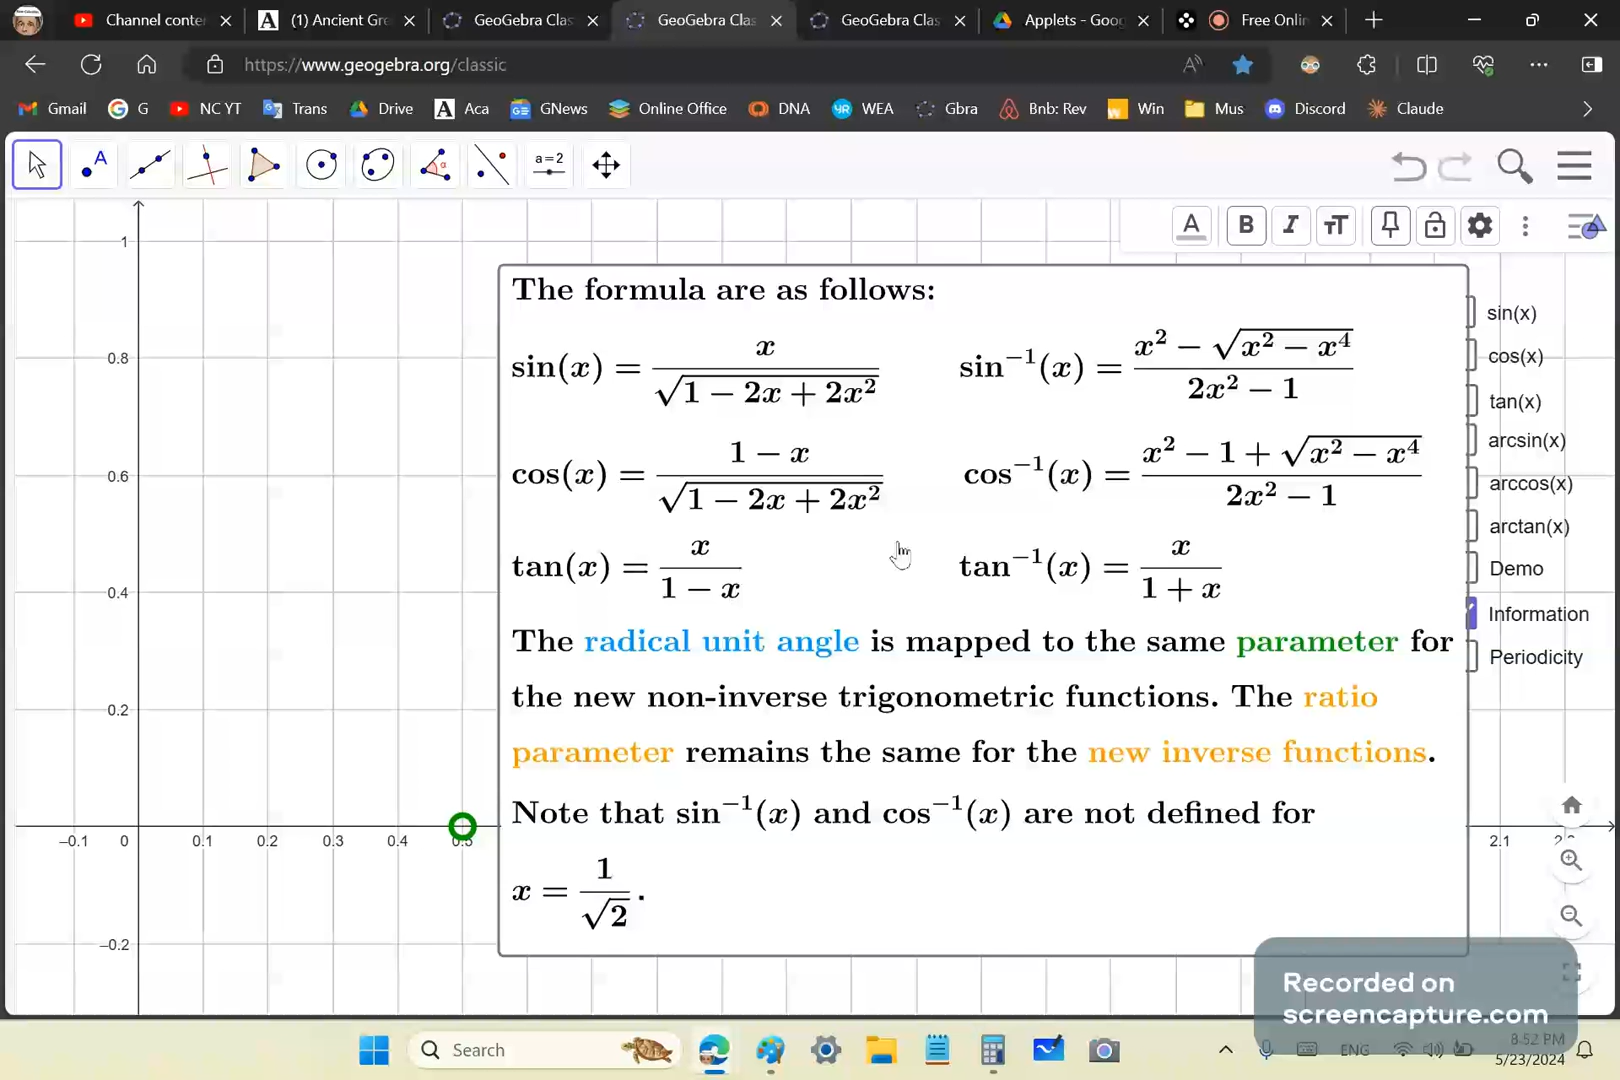 Channel conte
(1) Ancient Gre
GeoGebra Clas
GeoGebra Clas
GeoGebra Clas
Applets - Goog
Free Onlin
https://www.geogebra.org/classic
Gmail
G
NC YT
Trans
Drive
Aca
GNews
Online Office
DNA
WEA
Gbra
Bnb: Rev
Win
Mus
Discord
Claude
a=2
The formula are as follows:
sin(x) = x / √(1 − 2x + 2x²)
sin⁻¹(x) = (x² − √(x² − x⁴)) / (2x² − 1)
cos(x) = (1 − x) / √(1 − 2x + 2x²)
cos⁻¹(x) = (x² − 1 + √(x² − x⁴)) / (2x² − 1)
tan(x) = x / (1 − x)
tan⁻¹(x) = x / (1 + x)
The radical unit angle is mapped to the same parameter for
the new non-inverse trigonometric functions. The ratio
parameter remains the same for the new inverse functions.
Note that sin⁻¹(x) and cos⁻¹(x) are not defined for
x = 1 / √2 .
sin(x)
cos(x)
tan(x)
arcsin(x)
arccos(x)
arctan(x)
Demo
Information
Periodicity
1
0.8
0.6
0.4
0.2
−0.2
−0.1
0
0.1
0.2
0.3
0.4
2.1
Recorded on
screencapture.com
Search
ENG
8:52 PM
5/23/2024